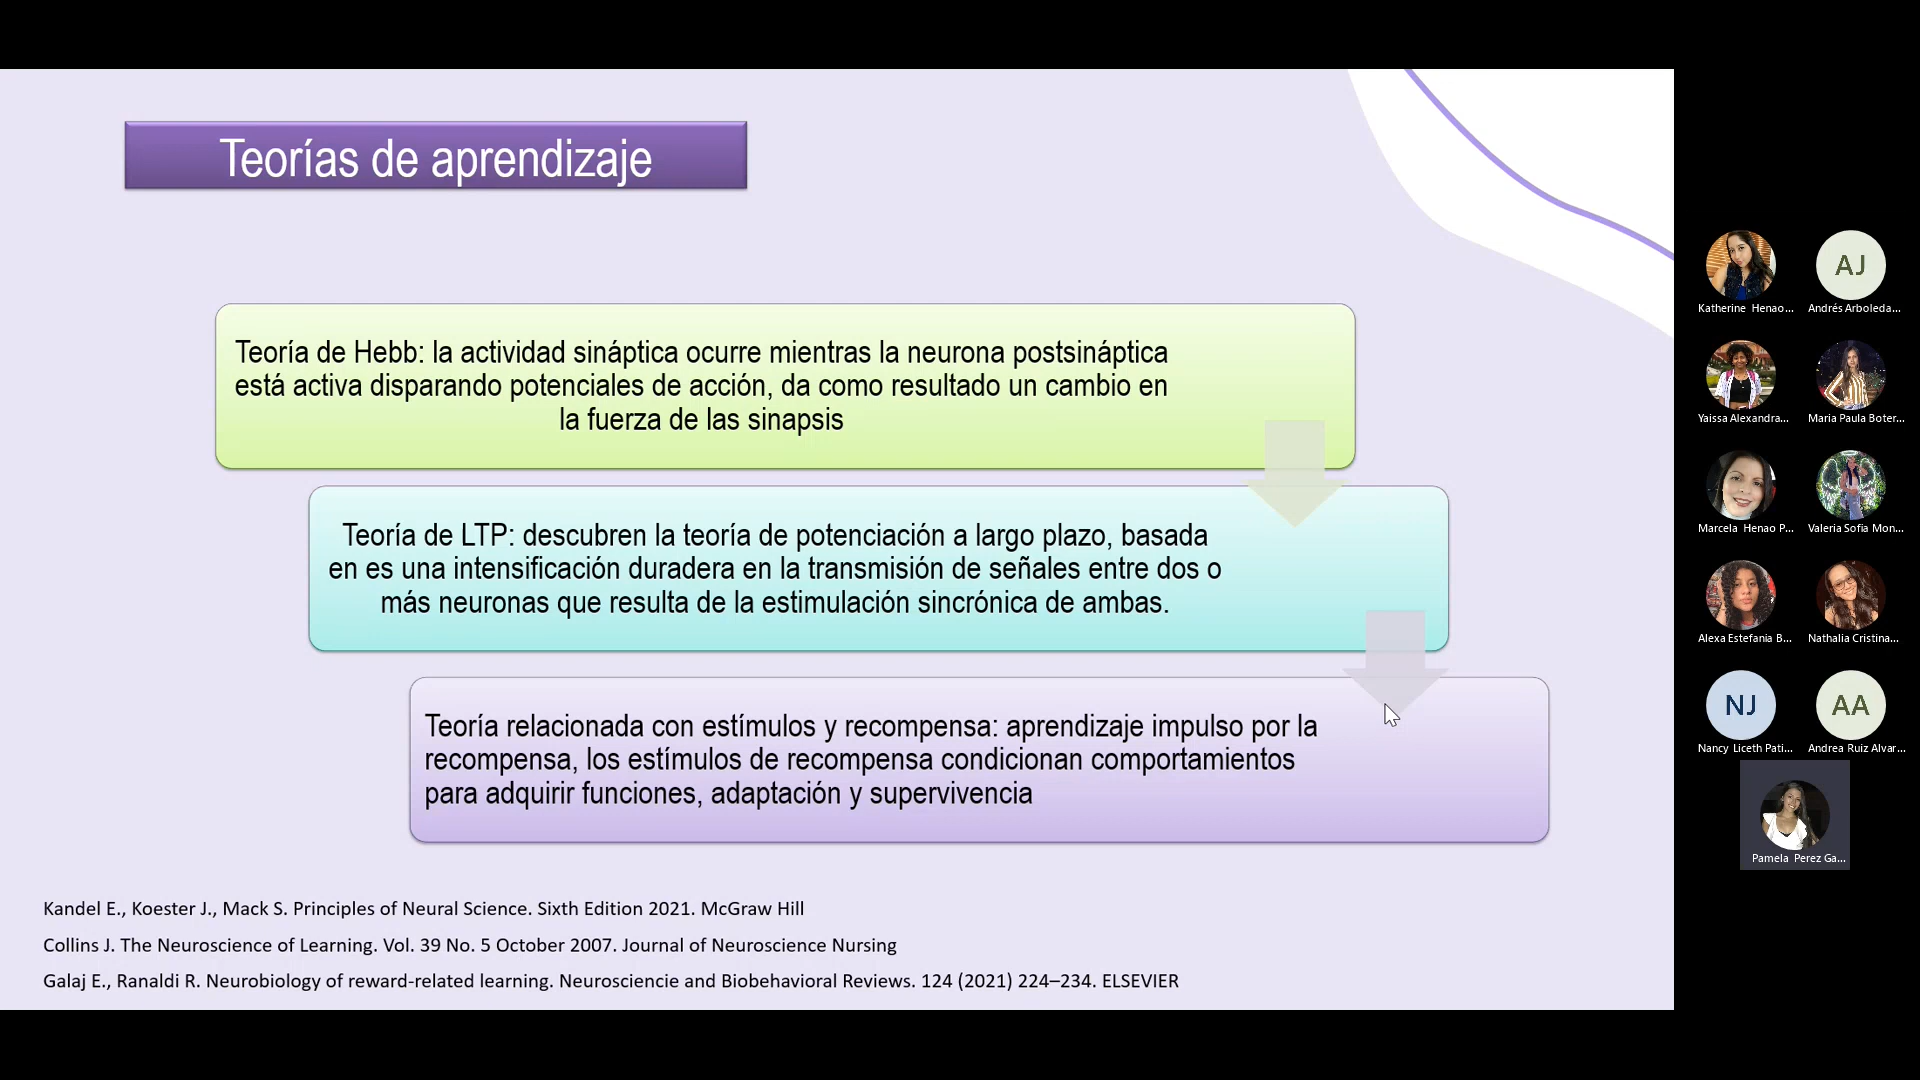 Teorías de aprendizaje
Teoría de Hebb: la actividad sináptica ocurre mientras la neurona postsináptica
está activa disparando potenciales de acción, da como resultado un cambio en
la fuerza de las sinapsis
Teoría de LTP: descubren la teoría de potenciación a largo plazo, basada
en es una intensificación duradera en la transmisión de señales entre dos o
más neuronas que resulta de la estimulación sincrónica de ambas.
Teoría relacionada con estímulos y recompensa: aprendizaje impulso por la
recompensa, los estímulos de recompensa condicionan comportamientos
para adquirir funciones, adaptación y supervivencia
Kandel E., Koester J., Mack S. Principles of Neural Science. Sixth Edition 2021. McGraw Hill
Collins J. The Neuroscience of Learning. Vol. 39 No. 5 October 2007. Journal of Neuroscience Nursing
Galaj E., Ranaldi R. Neurobiology of reward-related learning. Neurosciencie and Biobehavioral Reviews. 124 (2021) 224–234. ELSEVIER
AJ
Katherine Henao... Andrés Arboleda...
Yaissa Alexandra... Maria Paula Boter...
Marcela Henao P... Valeria Sofia Mon...
Alexa Estefania B... Nathalia Cristina...
NJ AA
Nancy Liceth Pati... Andrea Ruiz Alvar...
Pamela Perez Ga...